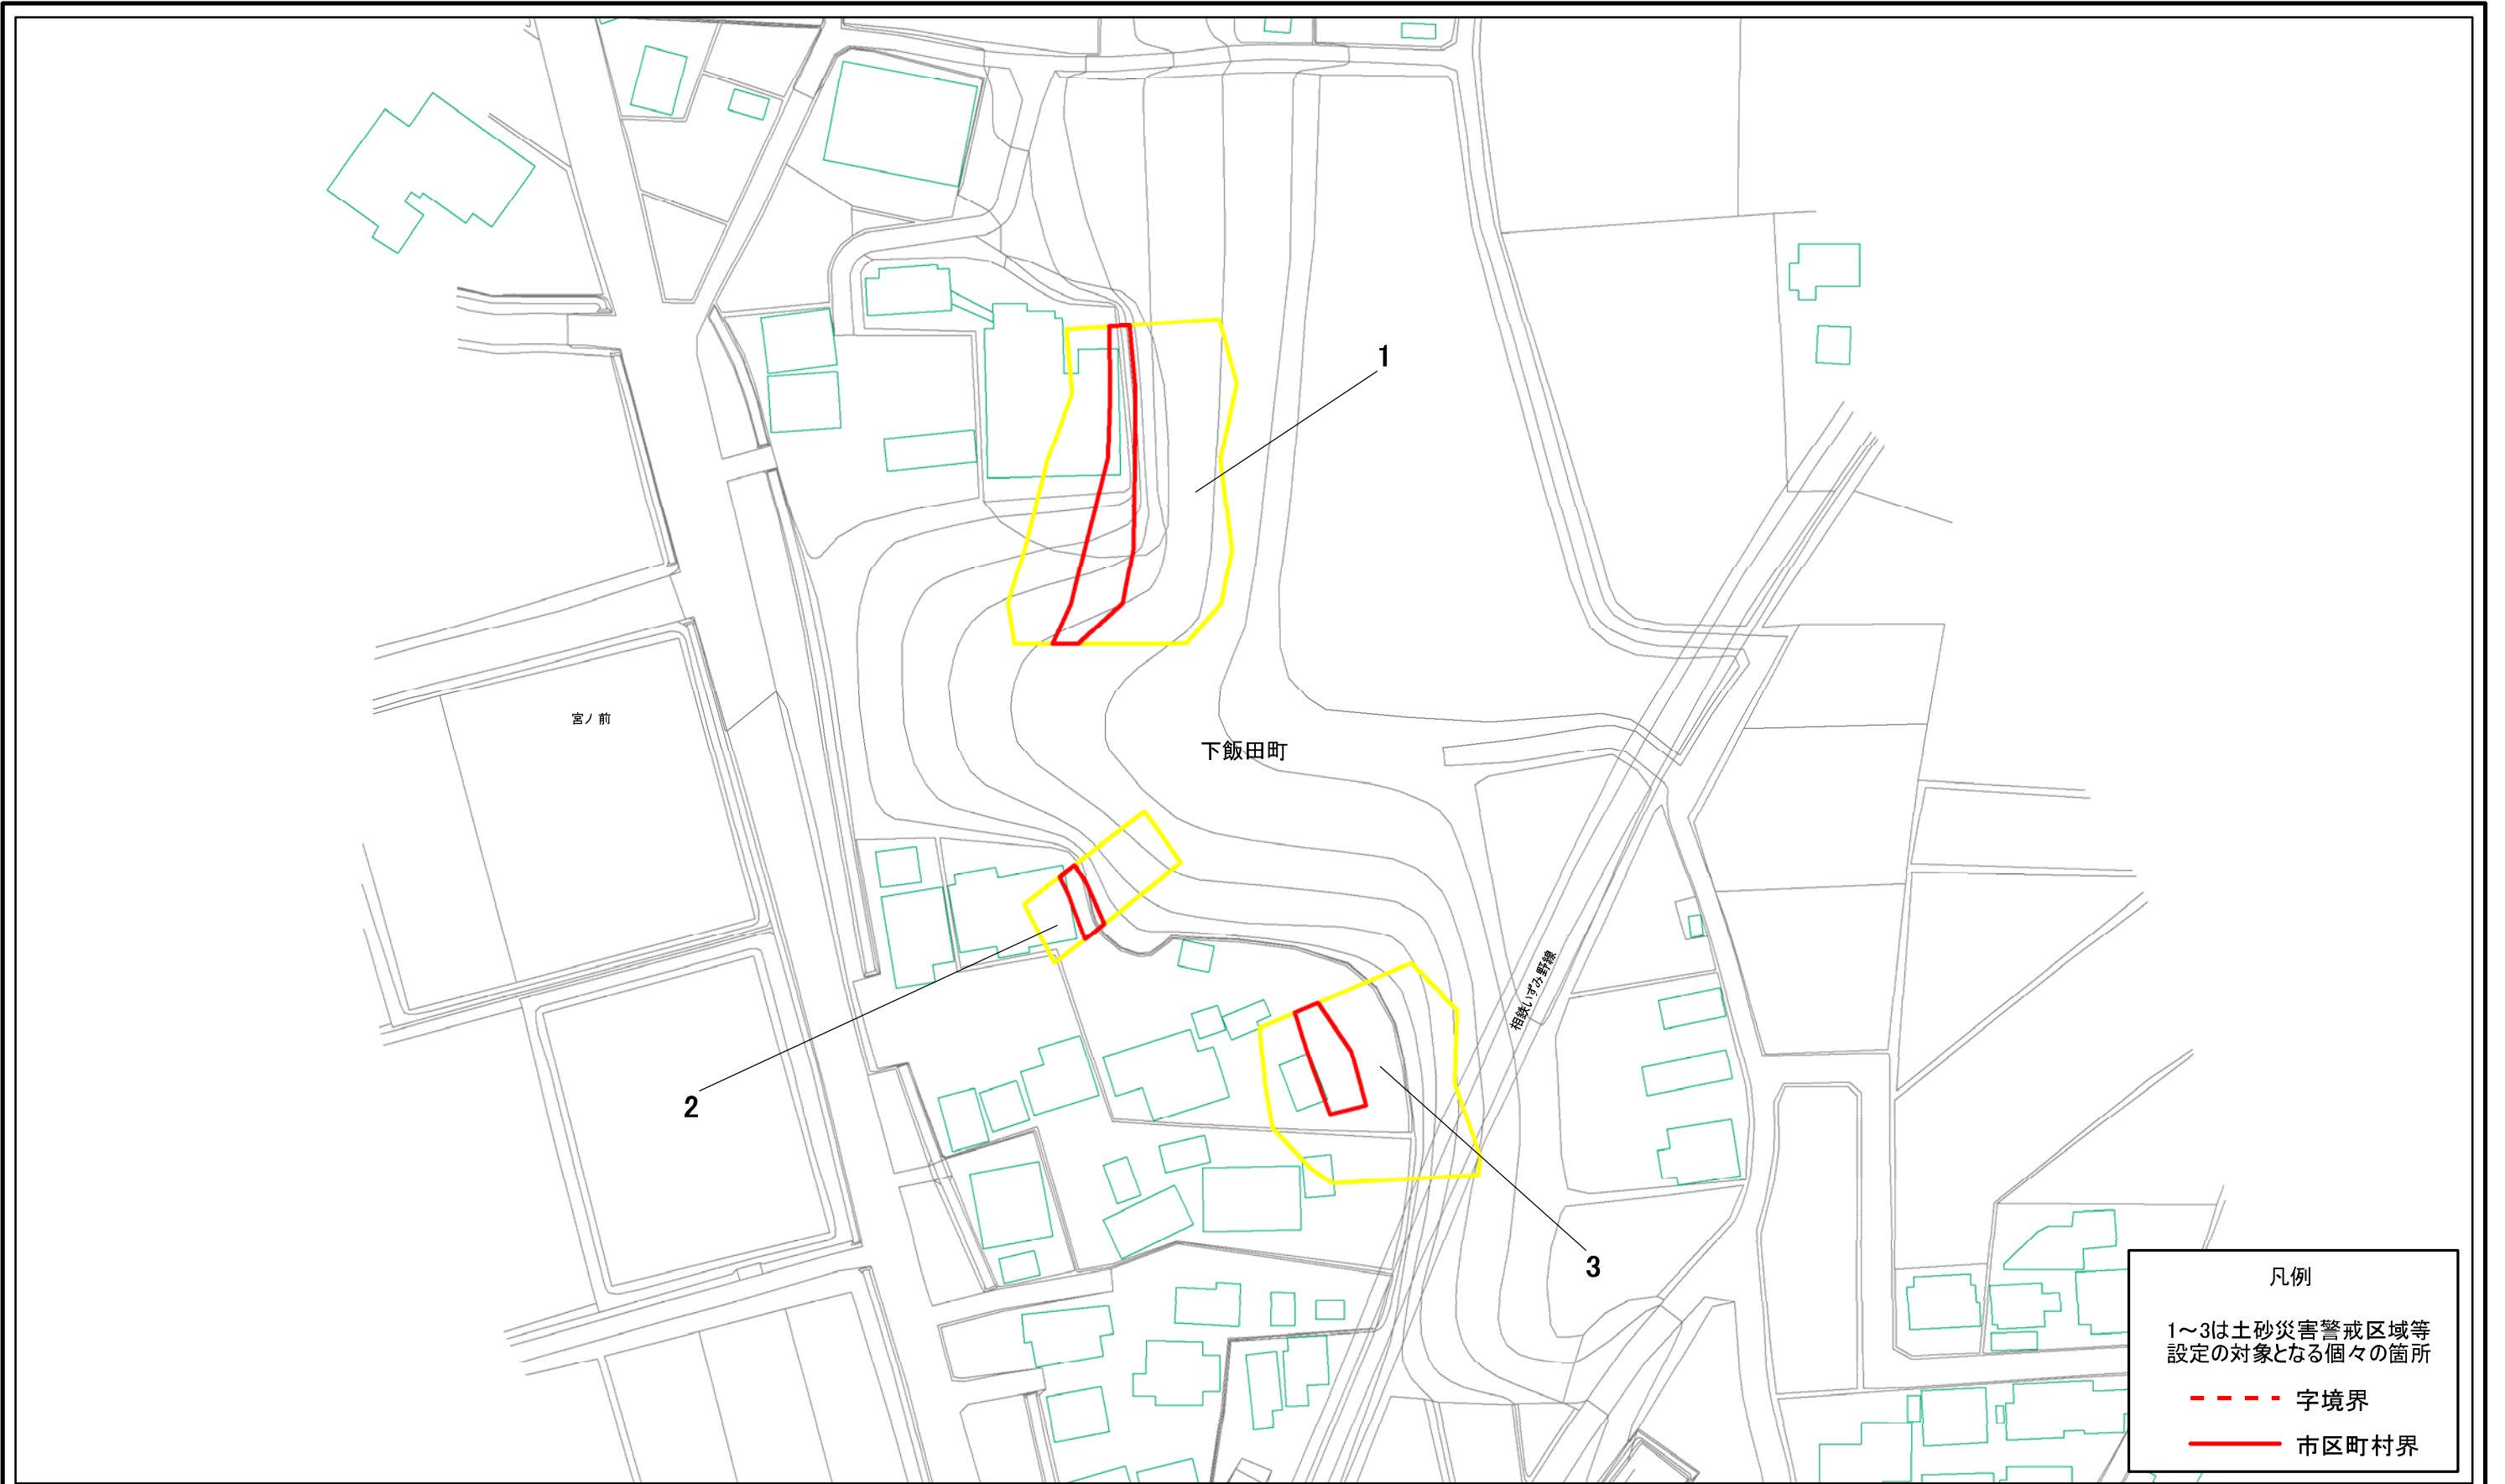 1
宮ノ前
下飯田町
相鉄いずみ野線
2
3
凡例
1～3は土砂災害警戒区域等
設定の対象となる個々の箇所
字境界
市区町村界